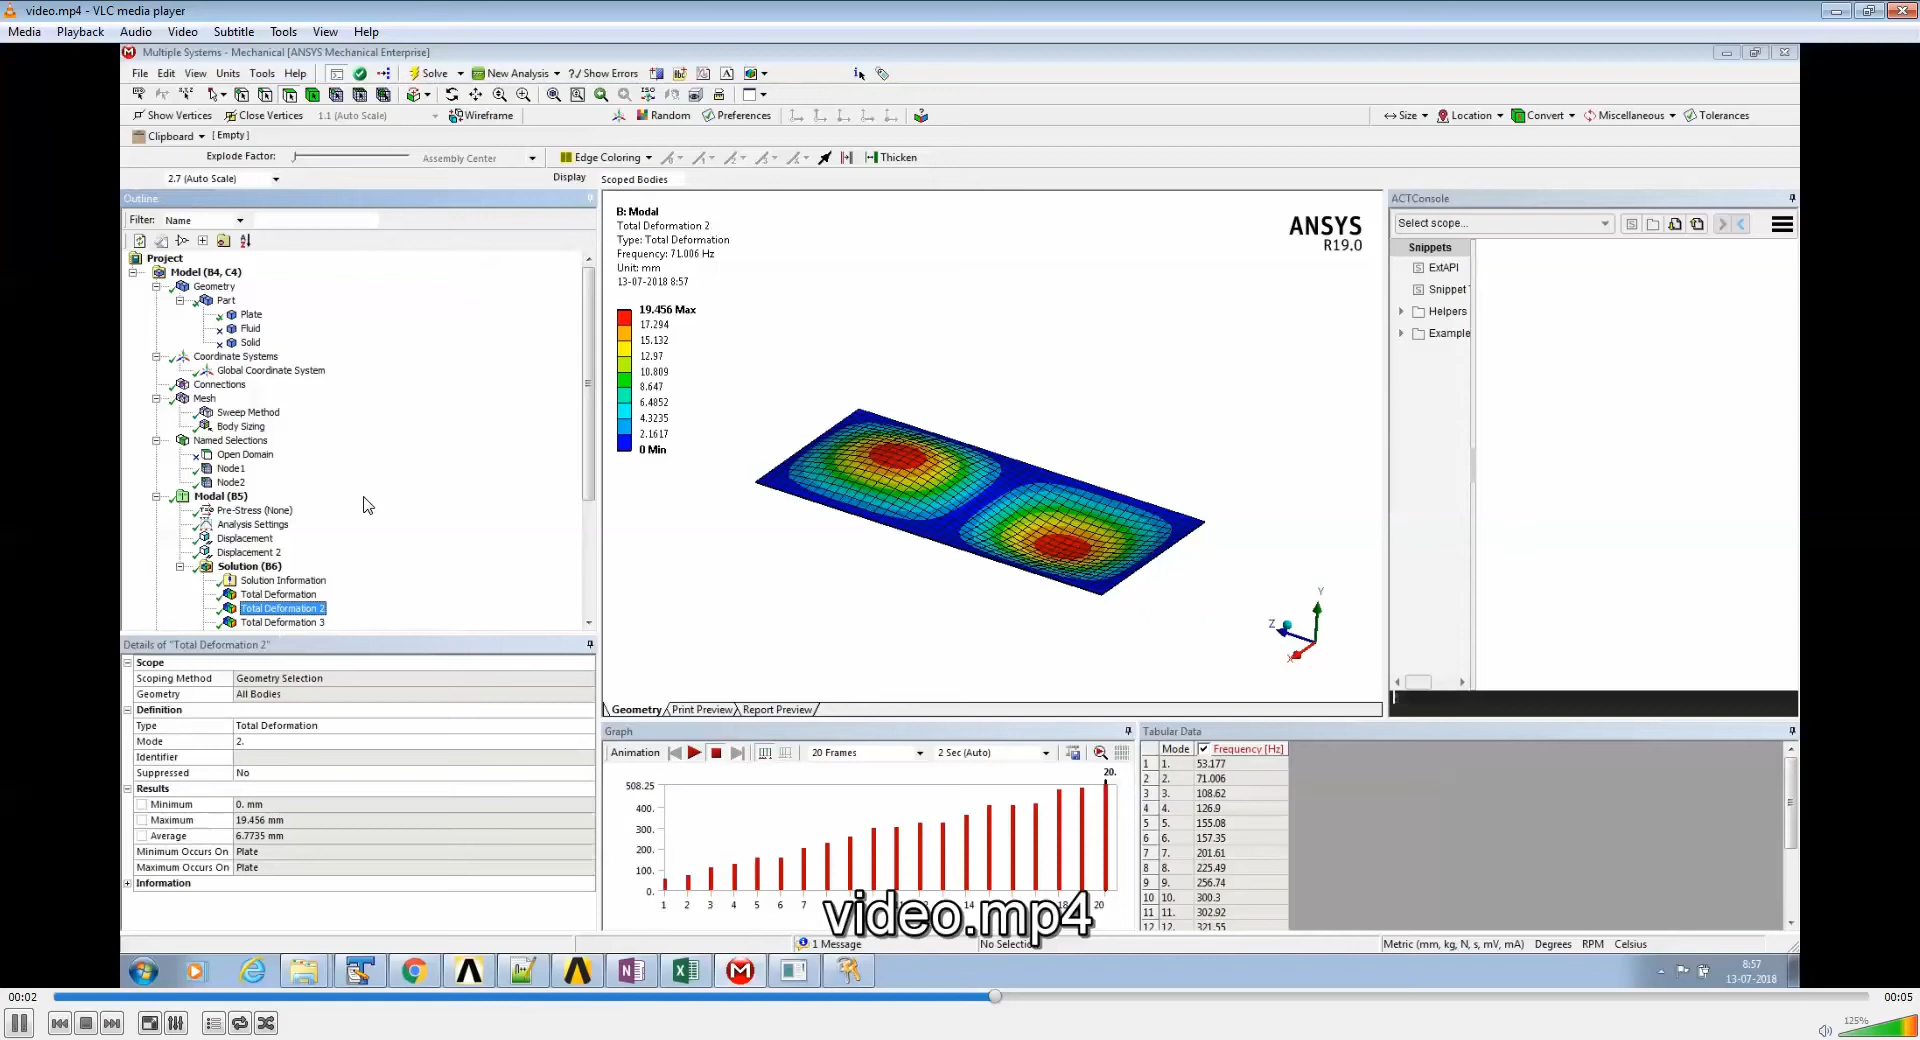 video.mp4 - VLC media player
Media Playback Audio Video Subtitle Tools View Help
Multiple Systems - Mechanical [ANSYS Mechanical Enterprise]
File Edit View Units Tools Help Solve New Analysis ?/ Show Errors
Show Vertices Close Vertices 1.1 (Auto Scale) Wireframe Random Preferences Size Location Convert Miscellaneous Tolerances
Clipboard [Empty]
Explode Factor: Assembly Center Edge Coloring Thicken
2.7 (Auto Scale) Display Scoped Bodies
Outline
Filter: Name
Project
Model (B4, C4)
Geometry
Part
Plate
Fluid
Solid
Coordinate Systems
Global Coordinate System
Connections
Mesh
Sweep Method
Body Sizing
Named Selections
Open Domain
Node1
Node2
Modal (B5)
Pre-Stress (None)
Analysis Settings
Displacement
Displacement 2
Solution (B6)
Solution Information
Total Deformation
Total Deformation 2
Total Deformation 3
Details of "Total Deformation 2"
Scope
Scoping Method Geometry Selection
Geometry All Bodies
Definition
Type Total Deformation
Mode 2.
Identifier
Suppressed No
Results
Minimum 0. mm
Maximum 19.456 mm
Average 6.7735 mm
Minimum Occurs On Plate
Maximum Occurs On Plate
Information
B: Modal
Total Deformation 2
Type: Total Deformation
Frequency: 71.006 Hz
Unit: mm
13-07-2018 8:57
19.456 Max
17.294
15.132
12.97
10.809
8.647
6.4852
4.3235
2.1617
0 Min
ANSYS
R19.0
Y
Z
X
Geometry Print Preview Report Preview
ACTConsole
Select scope...
Snippets
ExtAPI
Snippet
Helpers
Example
Graph
Animation 20 Frames 2 Sec (Auto)
20.
508.25
400.
300.
200.
100.
0.
1 2 3 4 5 6 7 14 20
Tabular Data
Mode Frequency [Hz]
1 1. 53.177
2 2. 71.006
3 3. 108.62
4 4. 126.9
5 5. 155.08
6 6. 157.35
7 7. 201.61
8 8. 225.49
9 9. 256.74
10 10. 300.3
11 11. 302.92
12 12. 321.55
video.mp4
1 Message No Selection Metric (mm, kg, N, s, mV, mA) Degrees RPM Celsius
8:57
13-07-2018
00:02 00:05
125%